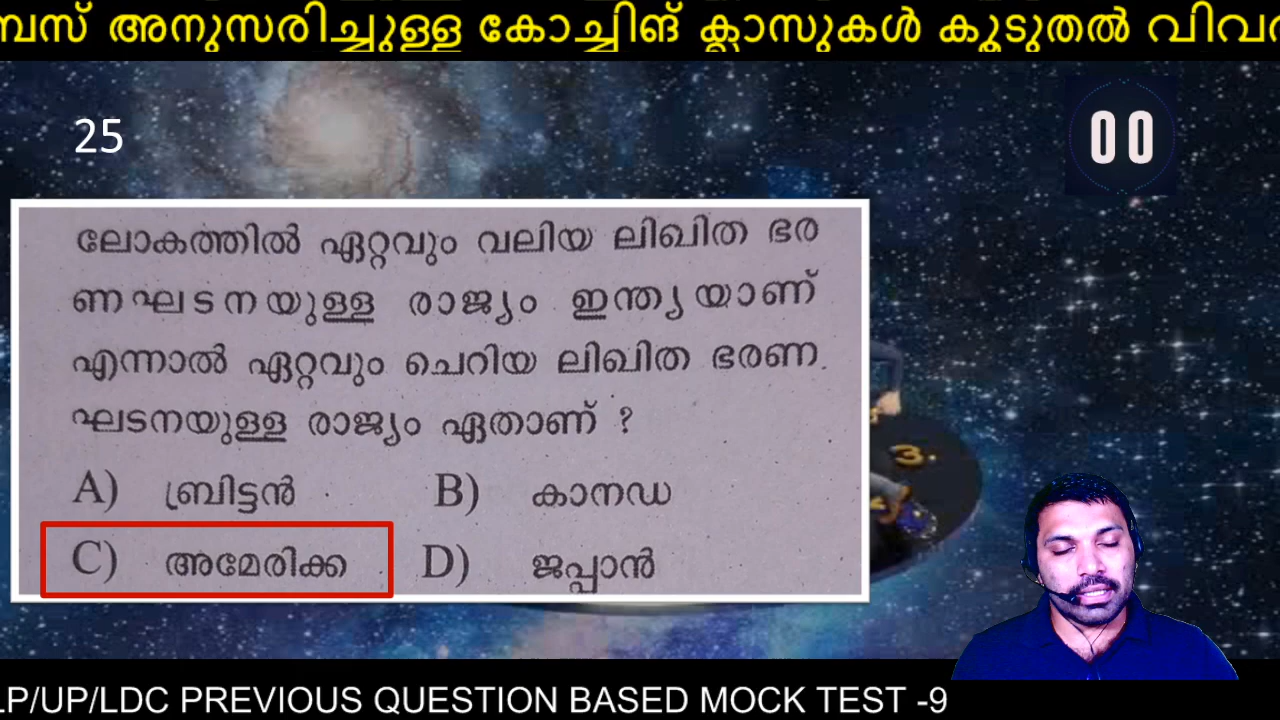 അനുസരിച്ചുള്ള കോച്ചിങ് ക്ലാസുകൾ കൂടുതൽ
25
00
ലോകത്തിൽ ഏറ്റവും വലിയ ലിഖിത ഭര
ണഘടനയുള്ള രാജ്യം ഇന്ത്യയാണ്
എന്നാൽ ഏറ്റവും ചെറിയ ലിഖിത ഭരണ
ഘടനയുള്ള രാജ്യം ഏതാണ് ?
A) ബ്രിട്ടൻ B) കാനഡ
C) അമേരിക്ക D) ജപ്പാൻ
3.
LP/UP/LDC PREVIOUS QUESTION BASED MOCK TEST -9